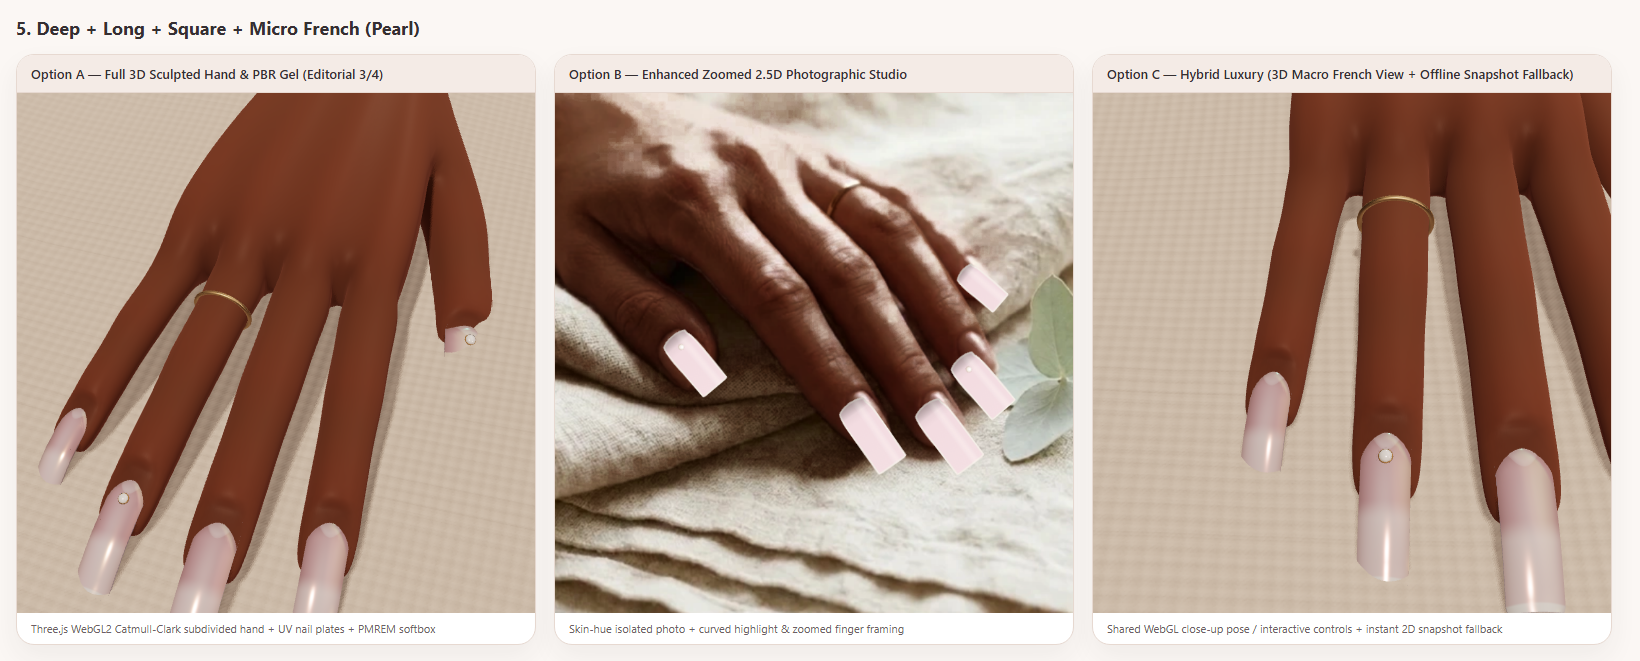 5. Deep + Long + Square + Micro French (Pearl)
Option A — Full 3D Sculpted Hand & PBR Gel (Editorial 3/4)
Option B — Enhanced Zoomed 2.5D Photographic Studio
Option C — Hybrid Luxury (3D Macro French View + Offline Snapshot Fallback)
Three.js WebGL2 Catmull-Clark subdivided hand + UV nail plates + PMREM softbox
Skin-hue isolated photo + curved highlight & zoomed finger framing
Shared WebGL close-up pose / interactive controls + instant 2D snapshot fallback